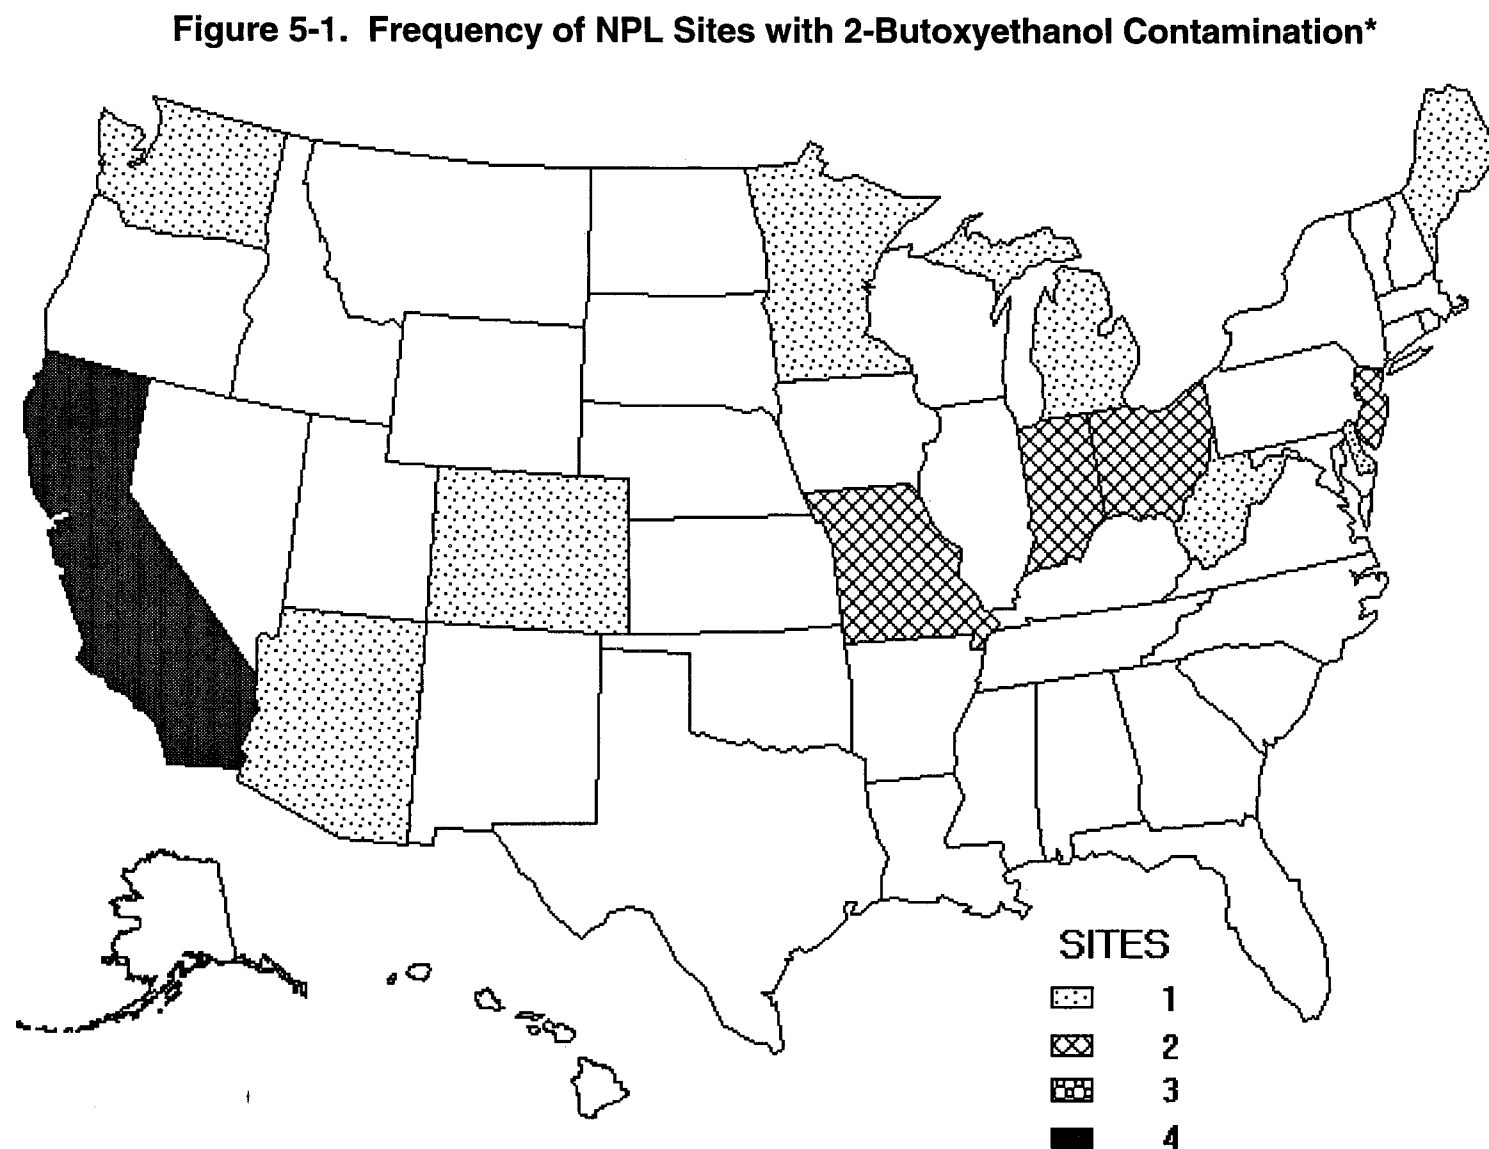 Figure 5-1. Frequency of NPL Sites with 2-Butoxyethanol Contamination*
SITES
1
2
3
4